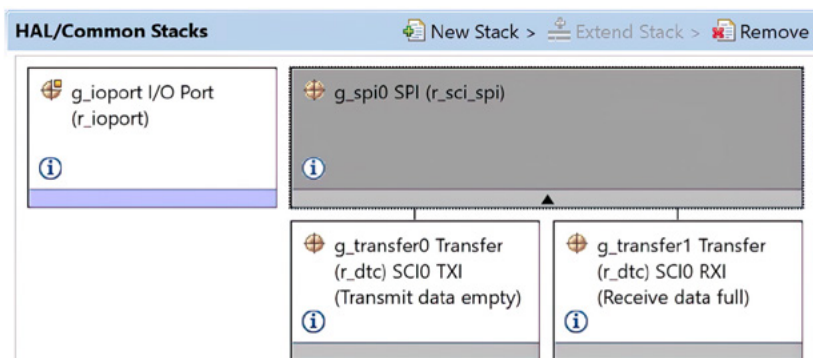 HAL/Common Stacks
New Stack >
Extend Stack >
Remove
g_ioport I/O Port
(r_ioport)
g_spi0 SPI (r_sci_spi)
g_transfer0 Transfer
(r_dtc) SCI0 TXI
(Transmit data empty)
g_transfer1 Transfer
(r_dtc) SCI0 RXI
(Receive data full)